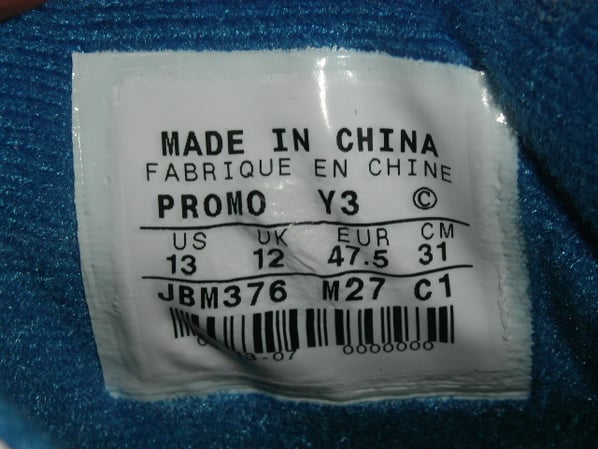 MADE IN CHINA
FABRIQUE EN CHINE
PROMO Y3 ©
US UK EUR CM
13 12 47.5 31
JBM376 M27 C1
0000000